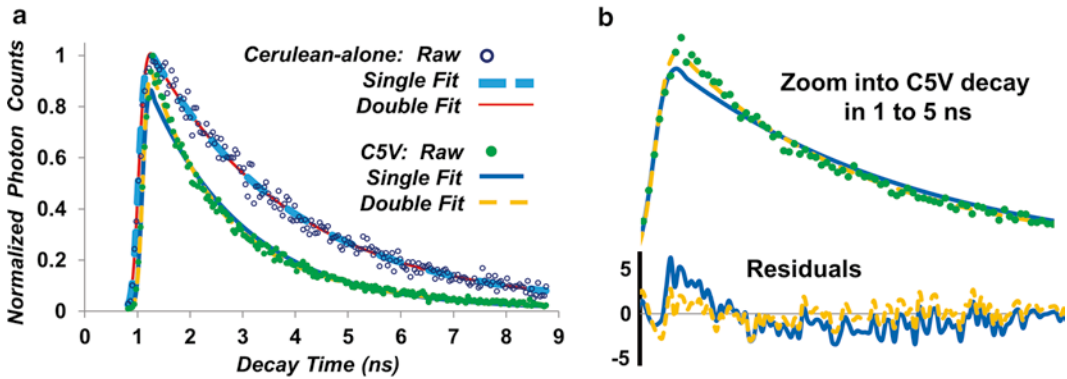 a
Normalized Photon Counts
1
0.8
0.6
0.4
0.2
0
0 1 2 3 4 5 6 7 8 9
Decay Time (ns)
Cerulean-alone: Raw
Single Fit
Double Fit
C5V: Raw
Single Fit
Double Fit
b
Zoom into C5V decay
in 1 to 5 ns
Residuals
5
0
-5